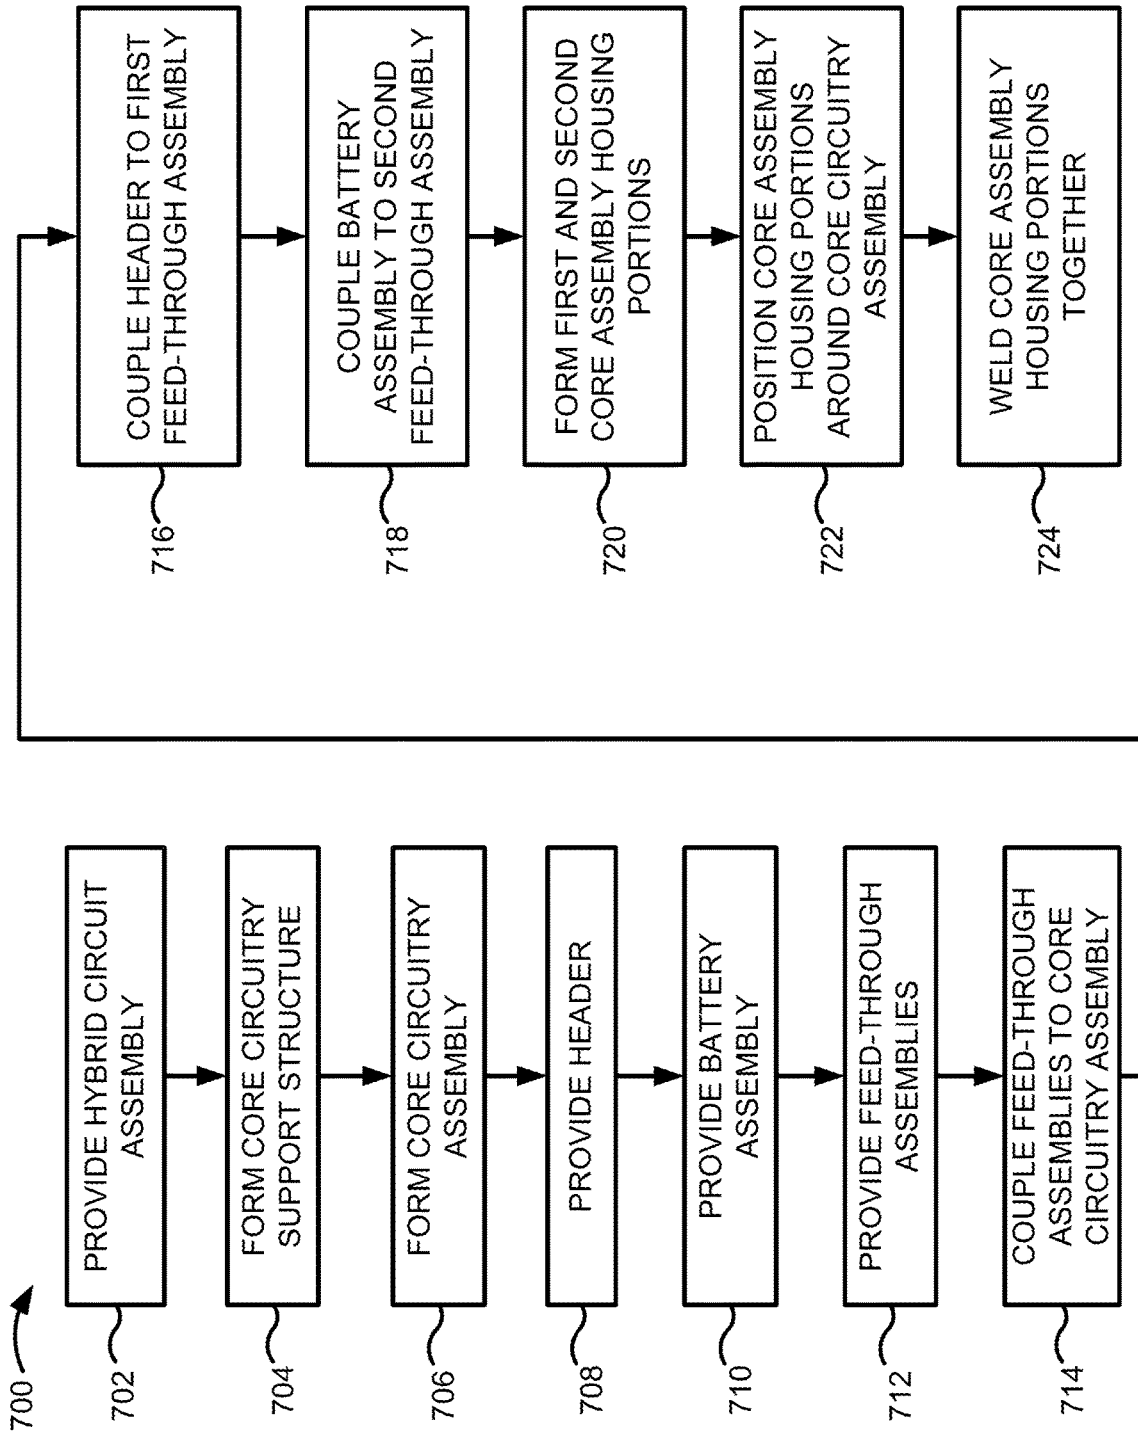 700
702
PROVIDE HYBRID CIRCUIT
ASSEMBLY
704
FORM CORE CIRCUITRY
SUPPORT STRUCTURE
706
FORM CORE CIRCUITRY
ASSEMBLY
708
PROVIDE HEADER
710
PROVIDE BATTERY
ASSEMBLY
712
PROVIDE FEED-THROUGH
ASSEMBLIES
714
COUPLE FEED-THROUGH
ASSEMBLIES TO CORE
CIRCUITRY ASSEMBLY
716
COUPLE HEADER TO FIRST
FEED-THROUGH ASSEMBLY
718
COUPLE BATTERY
ASSEMBLY TO SECOND
FEED-THROUGH ASSEMBLY
720
FORM FIRST AND SECOND
CORE ASSEMBLY HOUSING
PORTIONS
722
POSITION CORE ASSEMBLY
HOUSING PORTIONS
AROUND CORE CIRCUITRY
ASSEMBLY
724
WELD CORE ASSEMBLY
HOUSING PORTIONS
TOGETHER